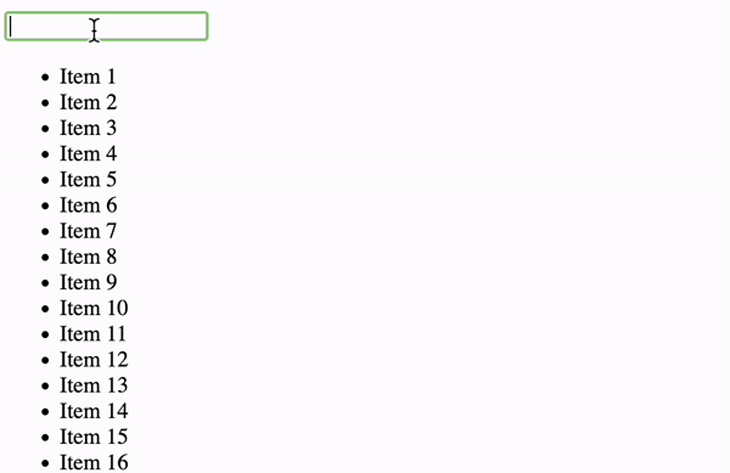 Item 1
Item 2
Item 3
Item 4
Item 5
Item 6
Item 7
Item 8
Item 9
Item 10
Item 11
Item 12
Item 13
Item 14
Item 15
Item 16